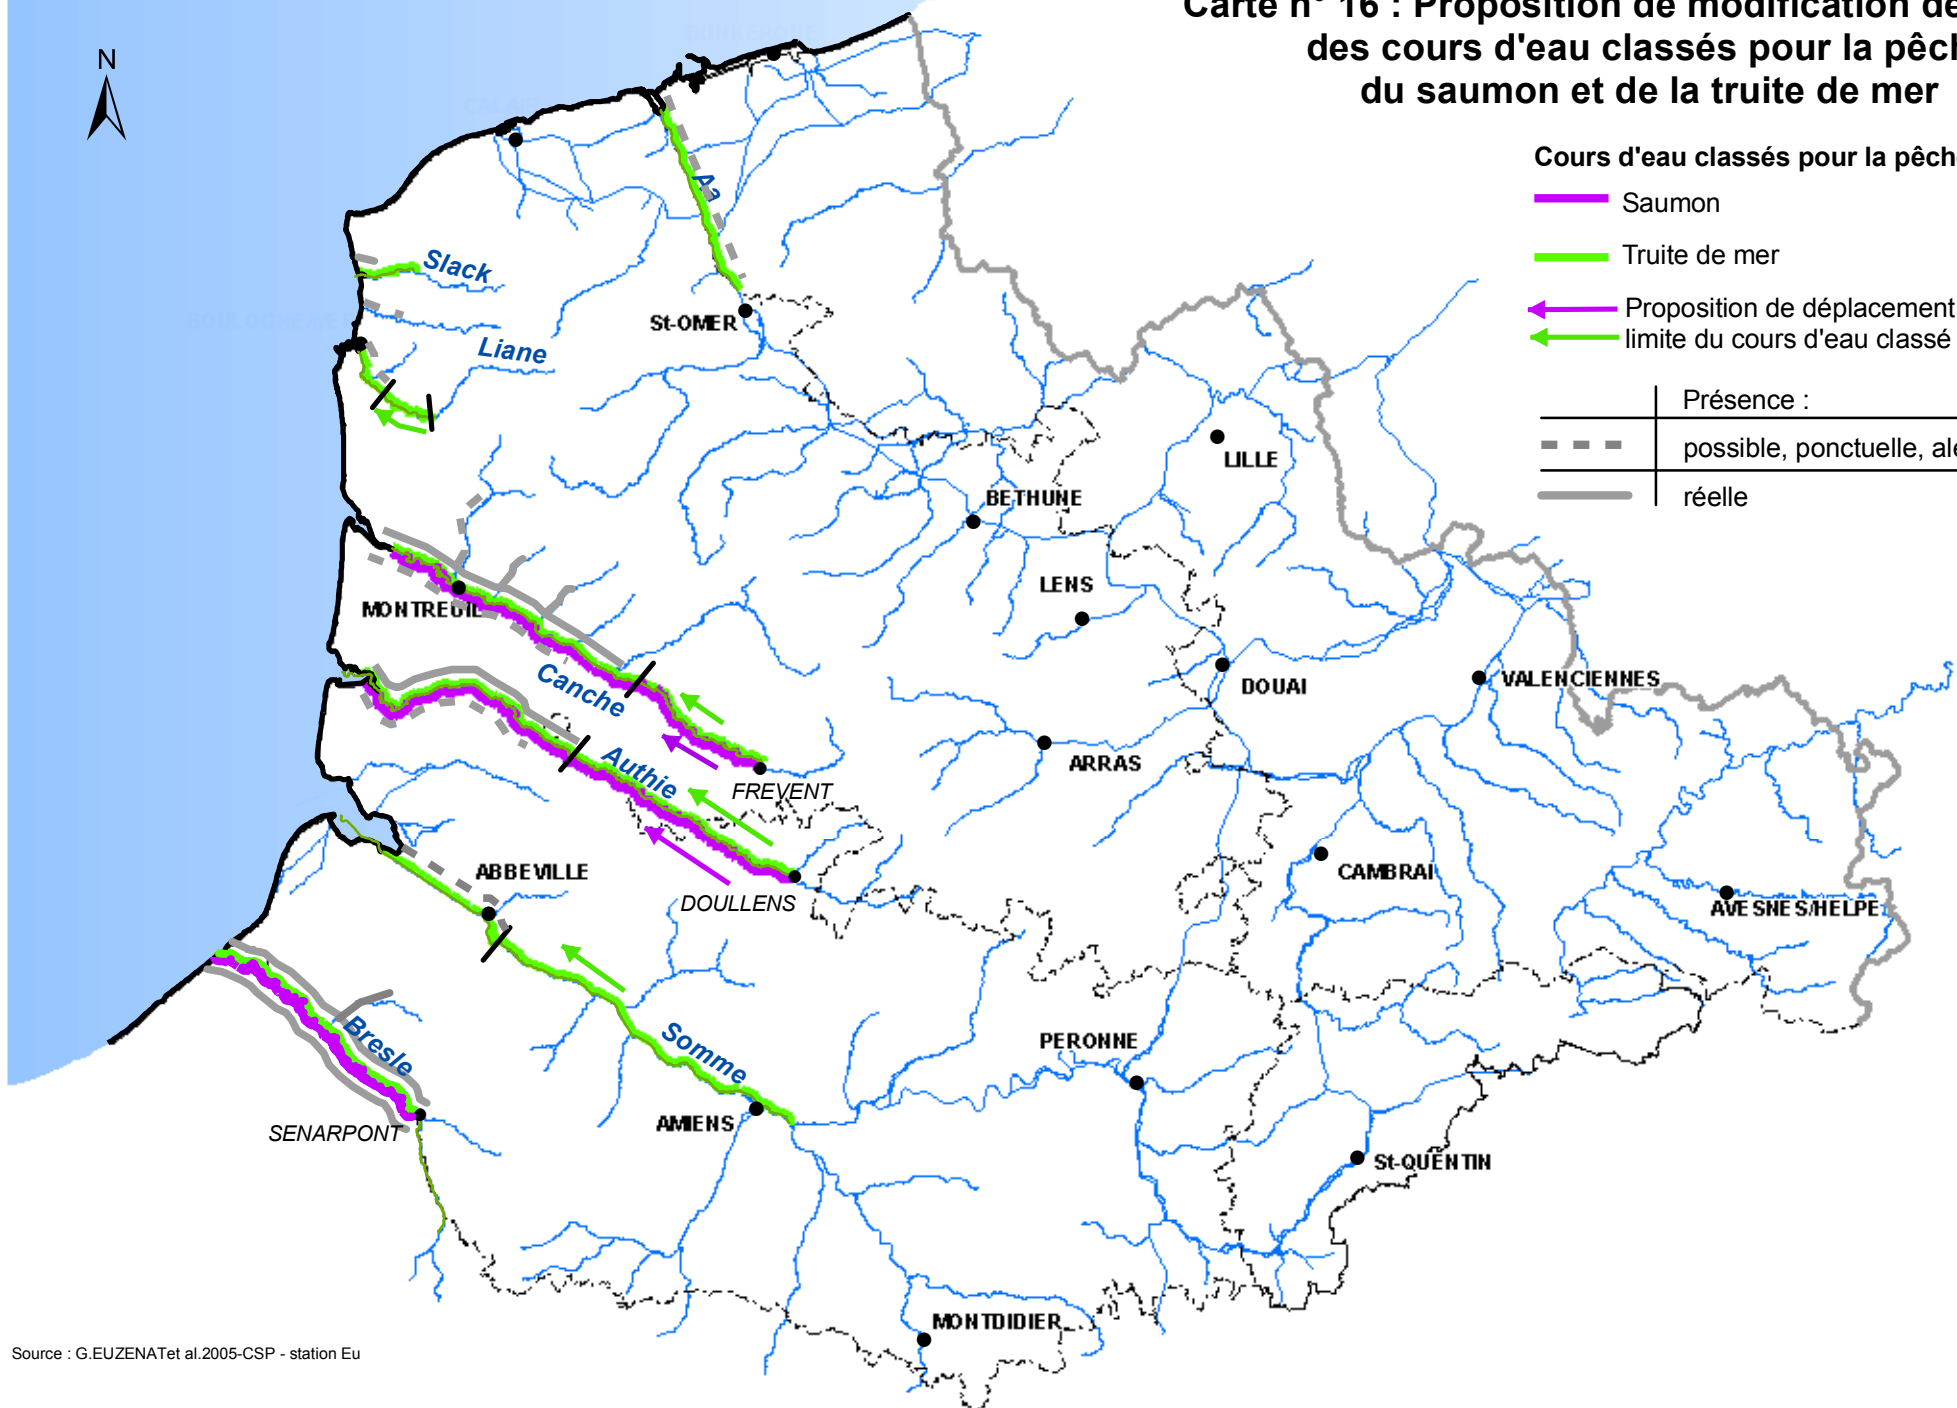 Carte n° 16 : Proposition de modification de
des cours d'eau classés pour la pêch
du saumon et de la truite de mer
N
DUNKERQUE
CALAIS
Cours d'eau classés pour la pêch
Saumon
Truite de mer
Proposition de déplacement
limite du cours d'eau classé
Présence :
possible, ponctuelle, alé
réelle
Aa
Slack
St-OMER
Liane
LILLE
BETHUNE
LENS
MONTREUIL
Canche
DOUAI
VALENCIENNES
Authie
ARRAS
FREVENT
ABBEVILLE
CAMBRAI
DOULLENS
AVESNES/HELPE
Bresle
Somme
PERONNE
AMIENS
SENARPONT
St-QUENTIN
MONTDIDIER
Source : G.EUZENATet al.2005-CSP - station Eu